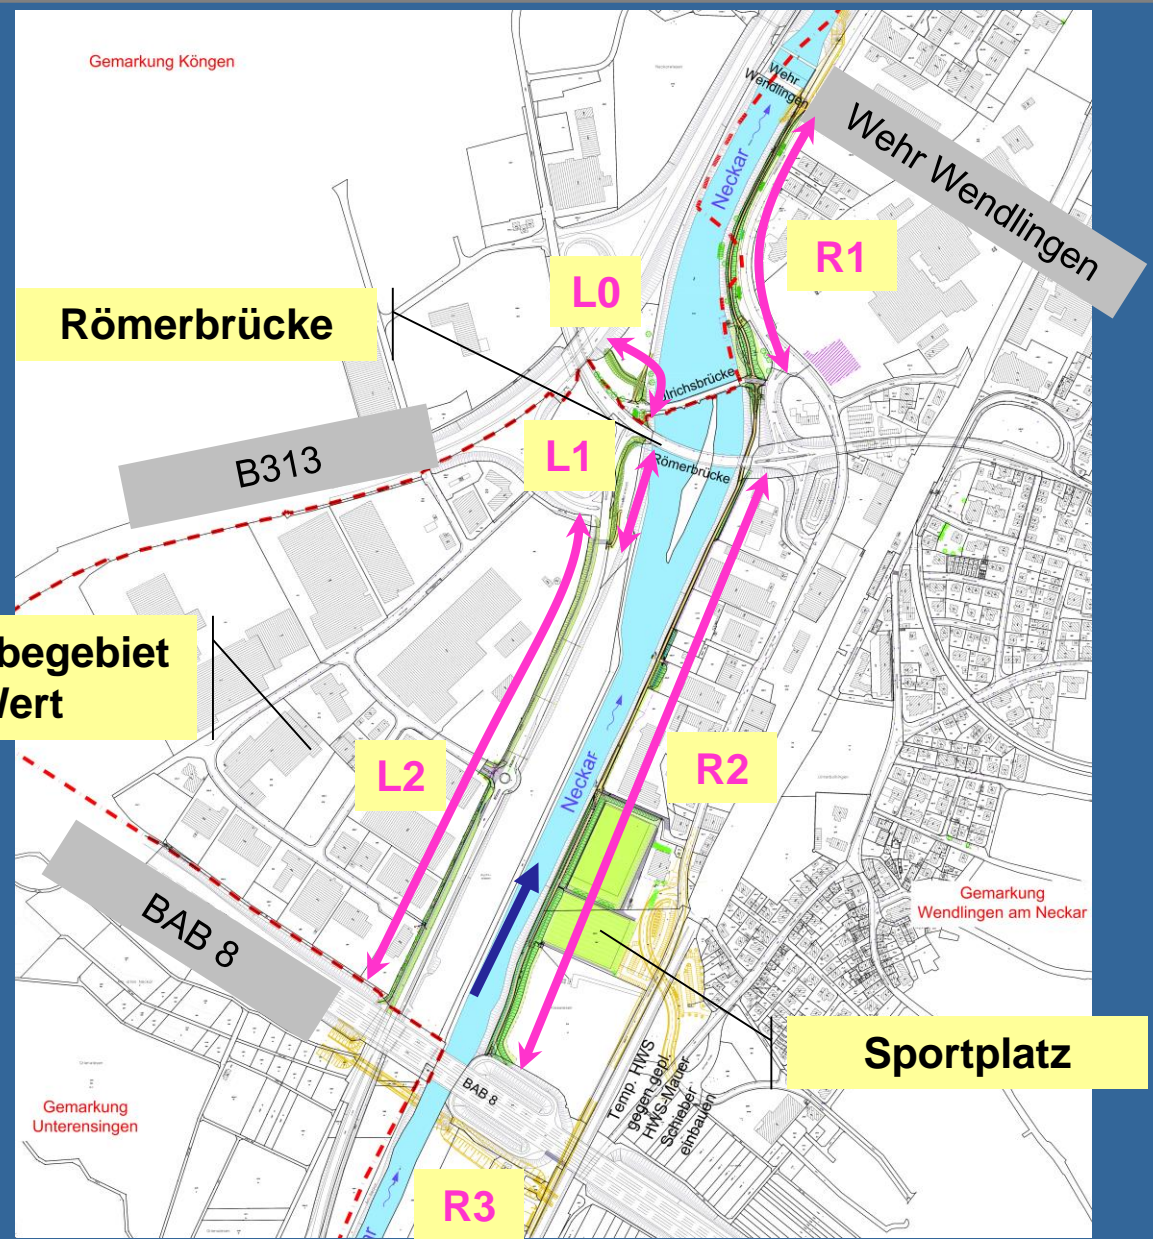 Gemarkung Köngen
Wehr
Wendlingen
Wehr Wendlingen
Neckar
R1
L0
Römerbrücke
Ulrichsbrücke
B313
L1
Römerbrücke
begebiet
Wert
L2
R2
Neckar
Gemarkung
Wendlingen am Neckar
BAB 8
Sportplatz
Temp. HWS
gegen gepl.
HWS-Mauer
Schieber
einbauen
BAB 8
Gemarkung
Unterensingen
R3